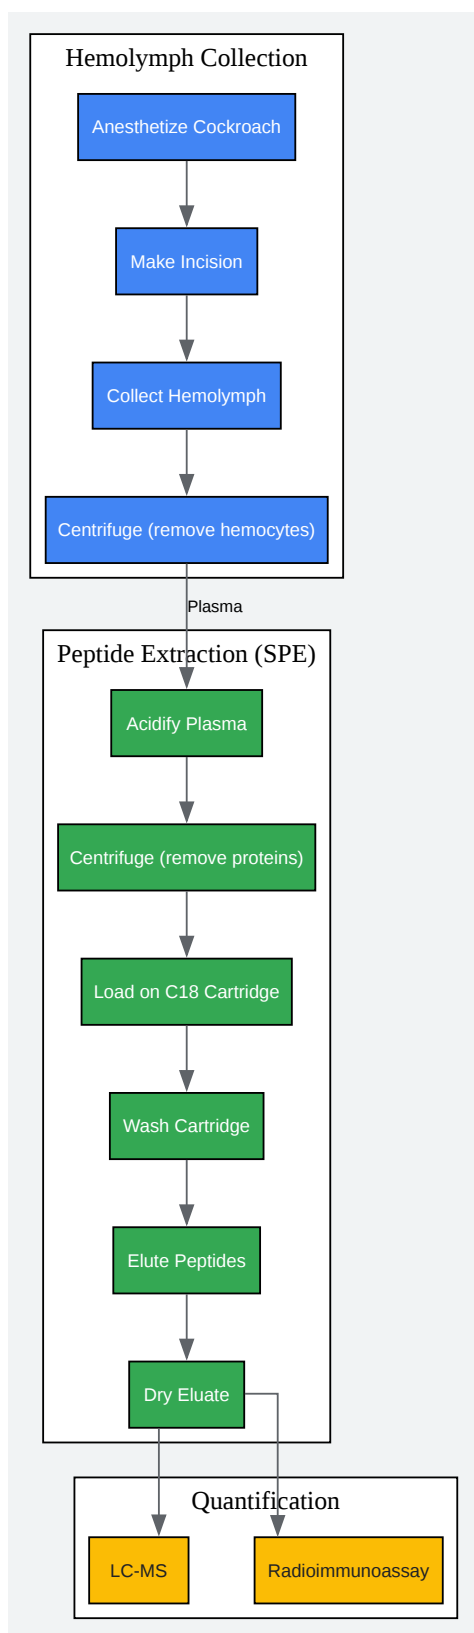 Hemolymph Collection
Anesthetize Cockroach
Make Incision
Collect Hemolymph
Centrifuge (remove hemocytes)
Plasma
Peptide Extraction (SPE)
Acidify Plasma
Centrifuge (remove proteins)
Load on C18 Cartridge
Wash Cartridge
Elute Peptides
Dry Eluate
Quantification
LC-MS
Radioimmunoassay